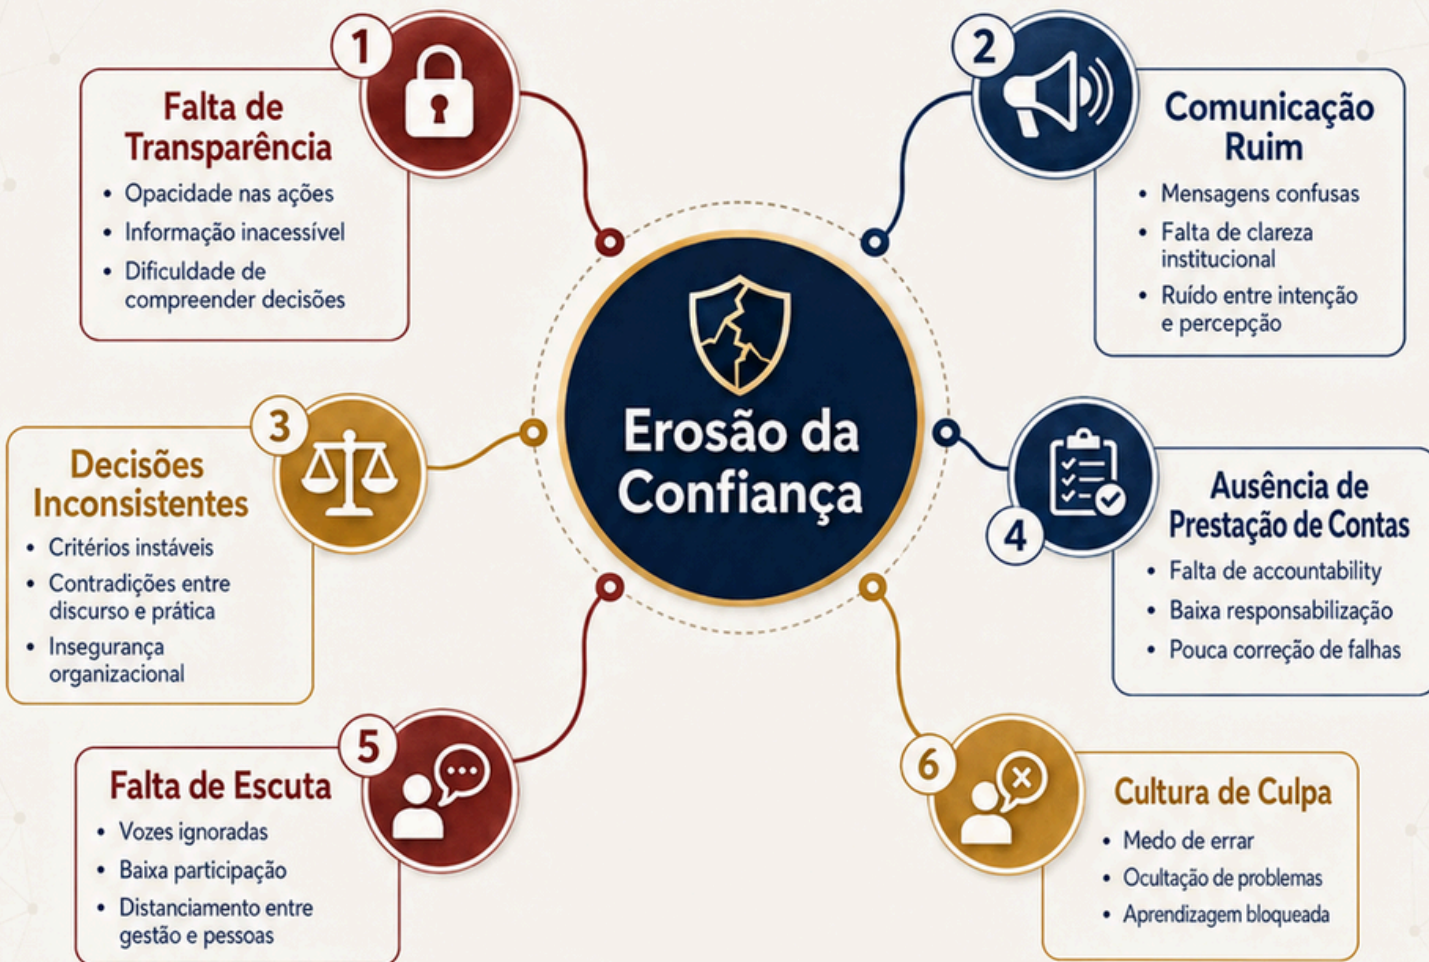 1
Falta de
Transparência
• Opacidade nas ações
• Informação inacessível
• Dificuldade de
compreender decisões
2
Comunicação
Ruim
• Mensagens confusas
• Falta de clareza
institucional
• Ruído entre intenção
e percepção
Erosão da
Confiança
3
Decisões
Inconsistentes
• Critérios instáveis
• Contradições entre
discurso e prática
• Insegurança
organizacional
4
Ausência de
Prestação de Contas
• Falta de accountability
• Baixa responsabilização
• Pouca correção de falhas
5
Falta de Escuta
• Vozes ignoradas
• Baixa participação
• Distanciamento entre
gestão e pessoas
6
Cultura de Culpa
• Medo de errar
• Ocultação de problemas
• Aprendizagem bloqueada